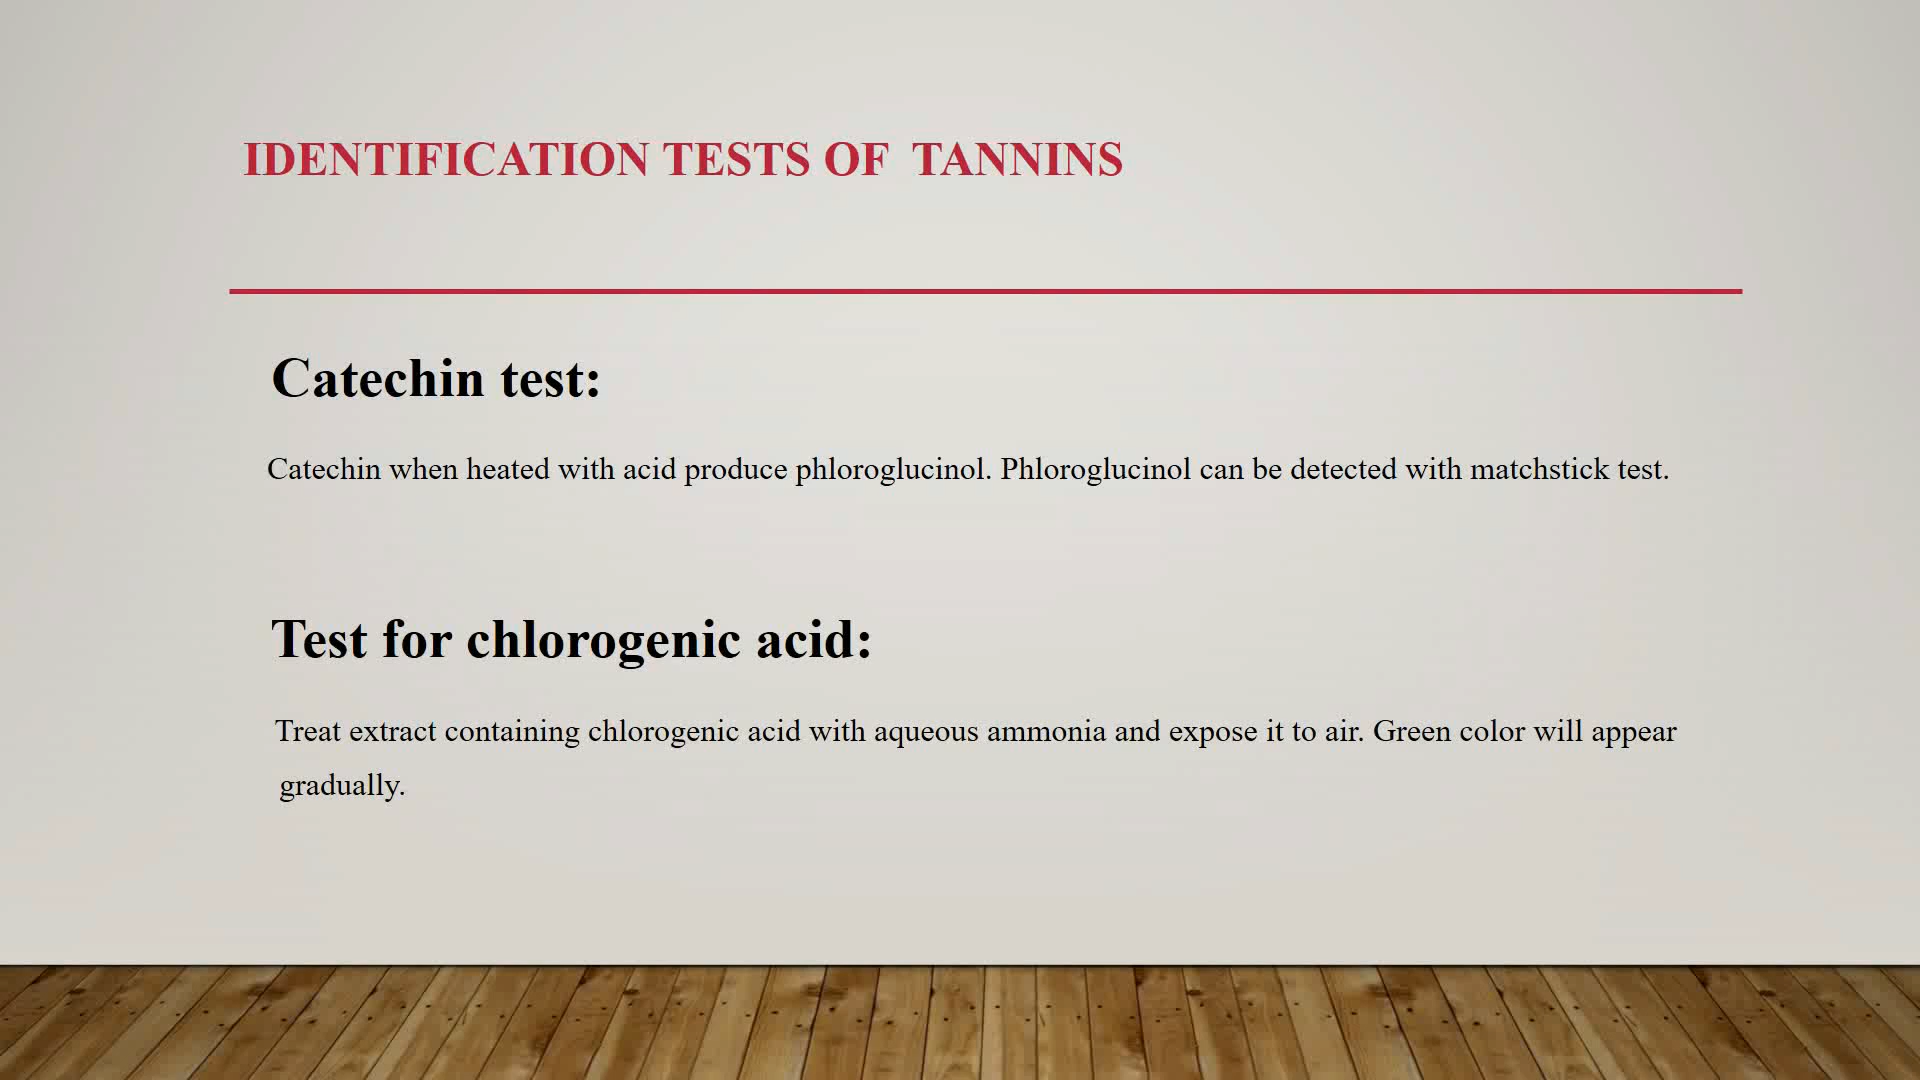 IDENTIFICATION TESTS OF  TANNINS
Catechin test:
Catechin when heated with acid produce phloroglucinol. Phloroglucinol can be detected with matchstick test.
Test for chlorogenic acid:
Treat extract containing chlorogenic acid with aqueous ammonia and expose it to air. Green color will appear
gradually.